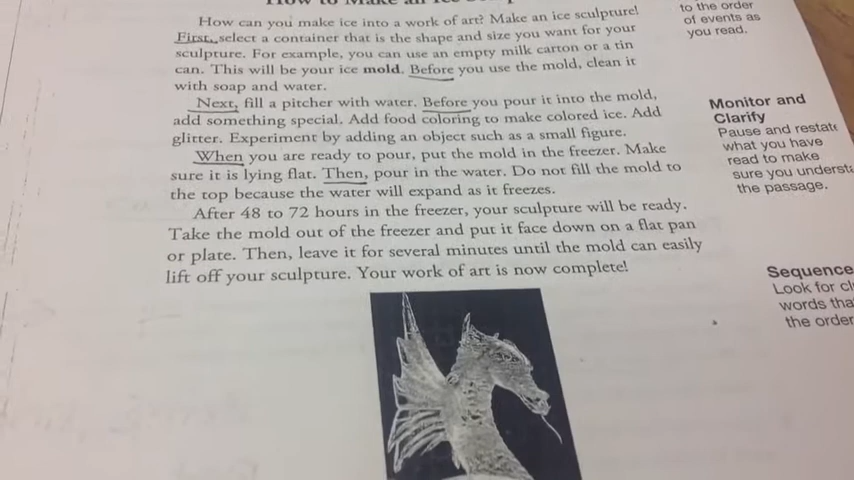 How to Make an Ice
How can you make ice into a work of art? Make an ice sculpture!
First, select a container that is the shape and size you want for your
sculpture. For example, you can use an empty milk carton or a tin
can. This will be your ice mold. Before you use the mold, clean it
with soap and water.
Next, fill a pitcher with water. Before you pour it into the mold,
add something special. Add food coloring to make colored ice. Add
glitter. Experiment by adding an object such as a small figure.
When you are ready to pour, put the mold in the freezer. Make
sure it is lying flat. Then, pour in the water. Do not fill the mold to
the top because the water will expand as it freezes.
After 48 to 72 hours in the freezer, your sculpture will be ready.
Take the mold out of the freezer and put it face down on a flat pan
or plate. Then, leave it for several minutes until the mold can easily
lift off your sculpture. Your work of art is now complete!
to the order
of events as
you read.
Monitor and
Clarify
Pause and restate
what you have
read to make
sure you understa
the passage.
Sequence
Look for cl
words tha
the order